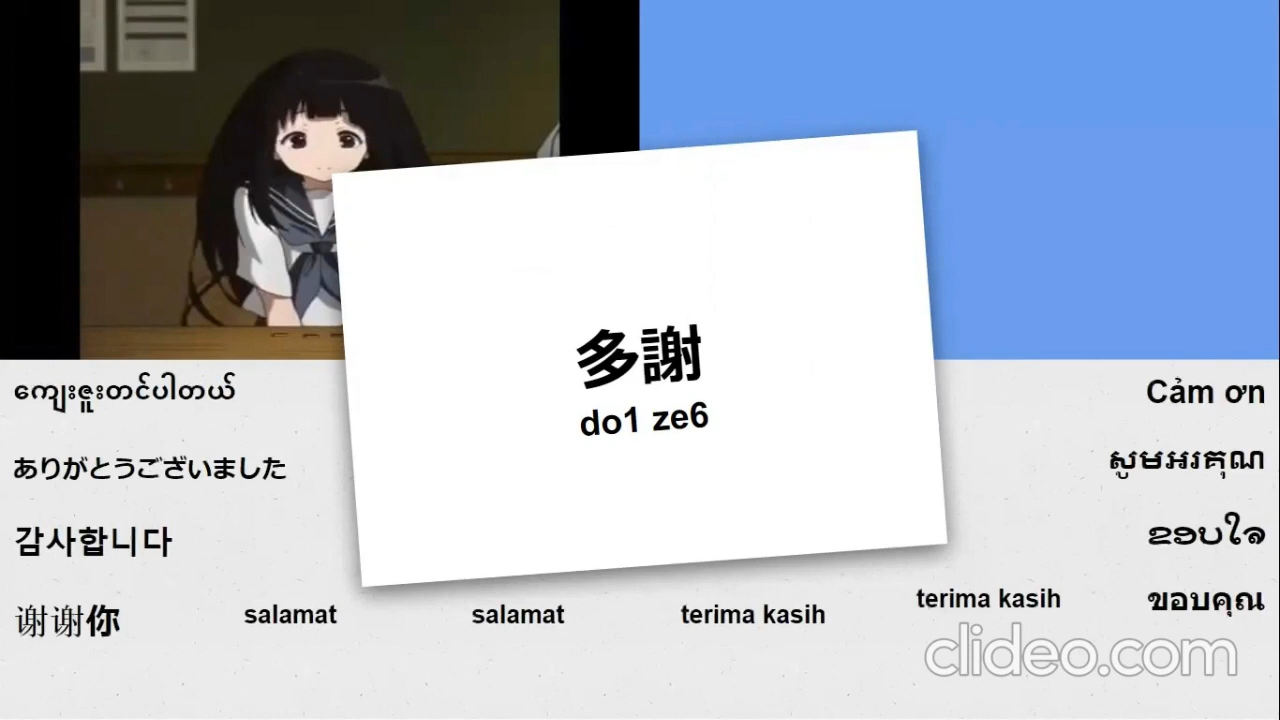 多謝
do1 ze6
ကျေးဇူးတင်ပါတယ်
ありがとうございました
감사합니다
谢谢你
salamat
salamat
terima kasih
terima kasih
Cảm ơn
សូមអរគុណ
ຂອບໃຈ
ขอบคุณ
clideo.com